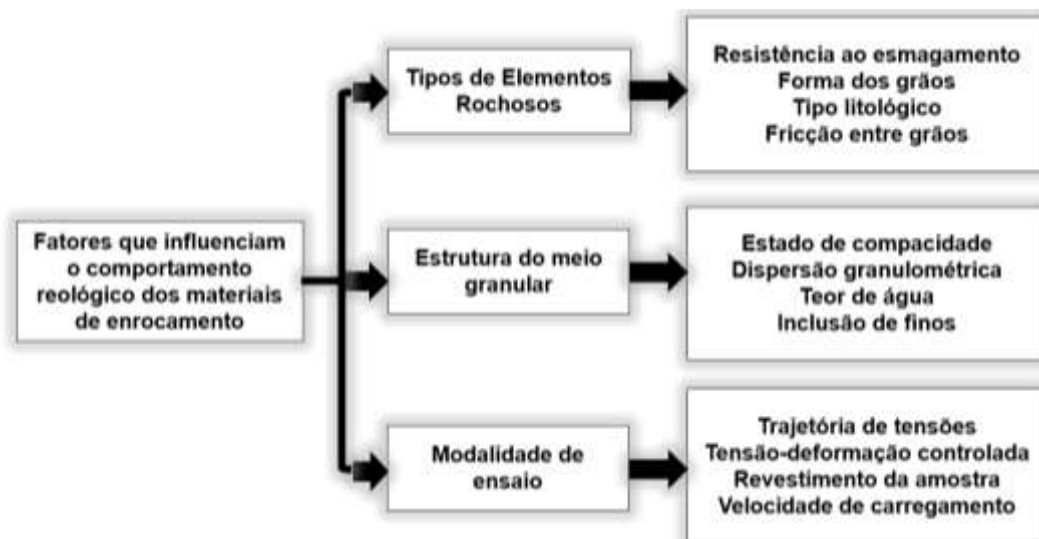 Fatores que influenciam
o comportamento
reológico dos materiais
de enrocamento
Tipos de Elementos
Rochosos
Resistência ao esmagamento
Forma dos grãos
Tipo litológico
Fricção entre grãos
Estrutura do meio
granular
Estado de compacidade
Dispersão granulométrica
Teor de água
Inclusão de finos
Modalidade de
ensaio
Trajetória de tensões
Tensão-deformação controlada
Revestimento da amostra
Velocidade de carregamento